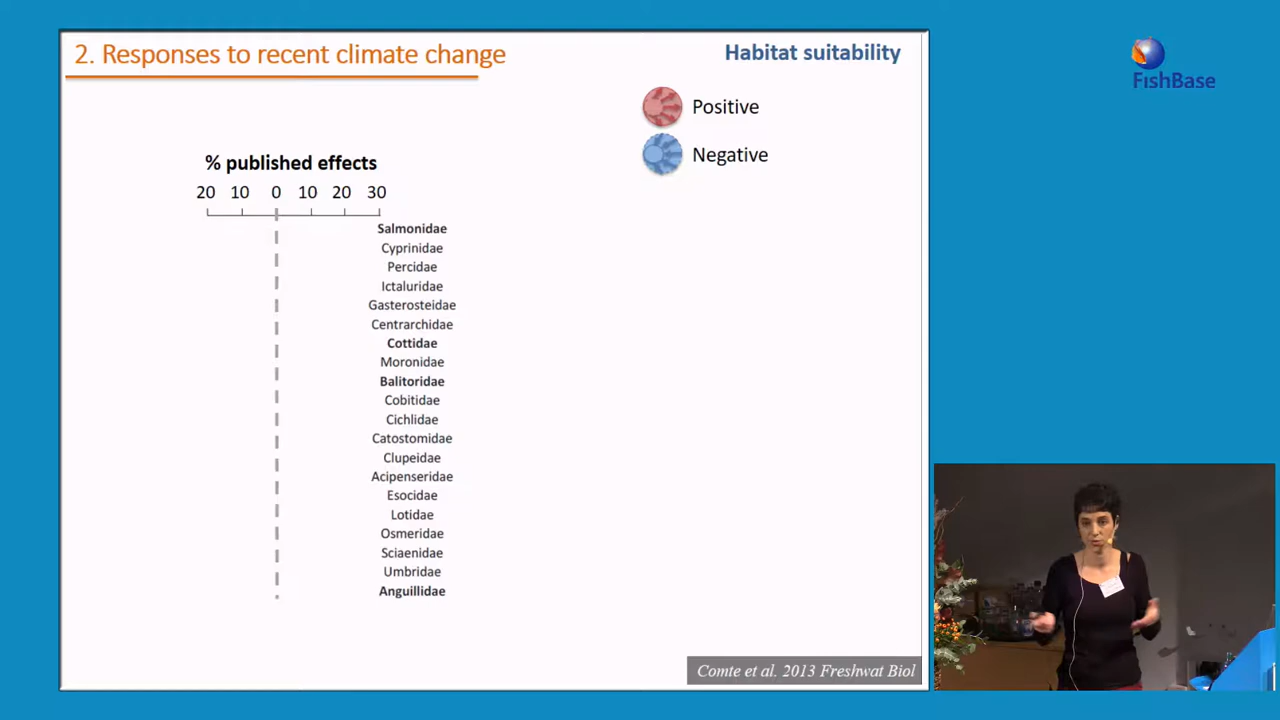 2. Responses to recent climate change
Habitat suitability
FishBase
Positive
Negative
% published effects
20 10 0 10 20 30
Salmonidae
Cyprinidae
Percidae
Ictaluridae
Gasterosteidae
Centrarchidae
Cottidae
Moronidae
Balitoridae
Cobitidae
Cichlidae
Catostomidae
Clupeidae
Acipenseridae
Esocidae
Lotidae
Osmeridae
Sciaenidae
Umbridae
Anguillidae
Comte et al. 2013 Freshwat Biol